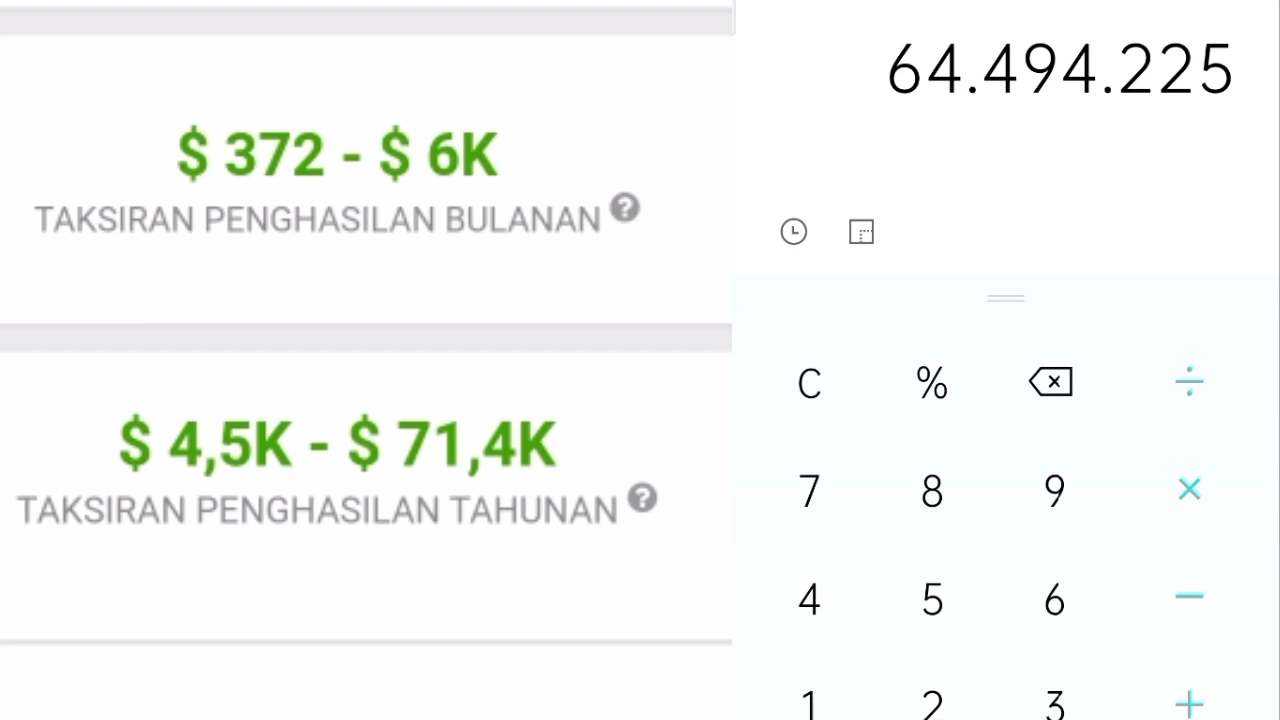 $ 372 - $ 6K
TAKSIRAN PENGHASILAN BULANAN ?
$ 4,5K - $ 71,4K
TAKSIRAN PENGHASILAN TAHUNAN ?
64.494.225
C % ÷
7 8 9 ×
4 5 6 −
1 2 3 +